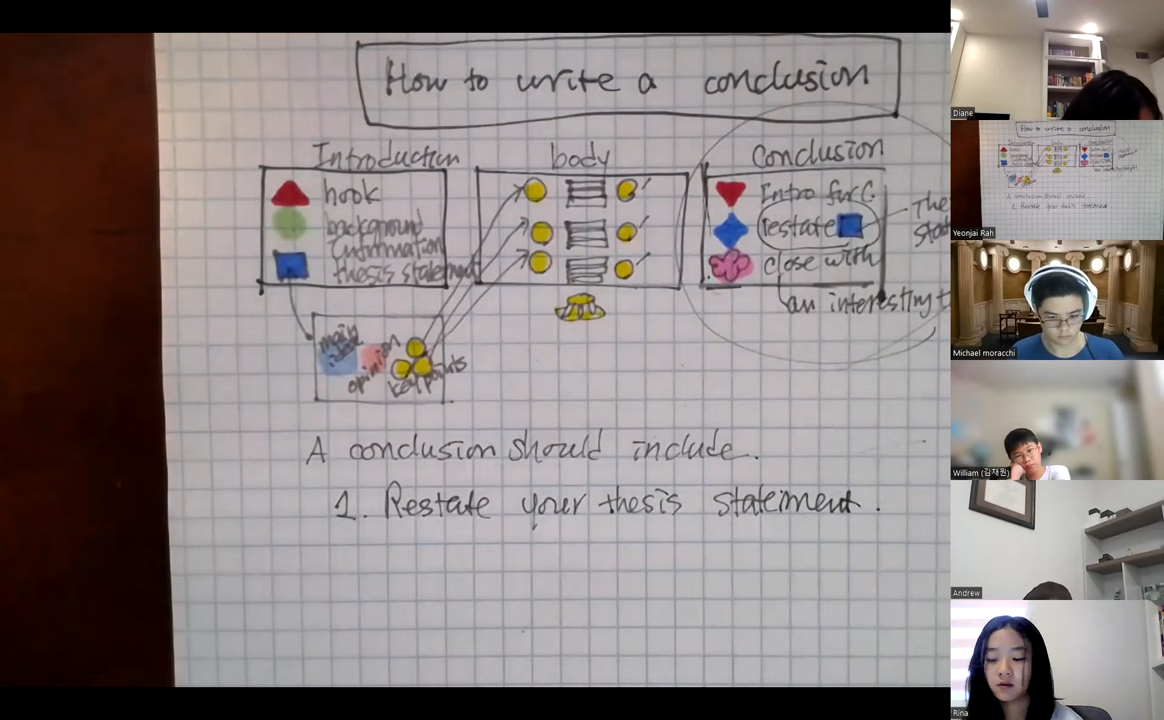 How to write a conclusion
Introduction
hook
background
information
thesis statement
main
opinion
key points
body
Conclusion
Intro for C.
restate
close with
an interesting t
The
A conclusion should include.
1. Restate your thesis statement.
Diane
Yeonjai Rah
Michael moracchi
William (김재원)
Andrew
Rina